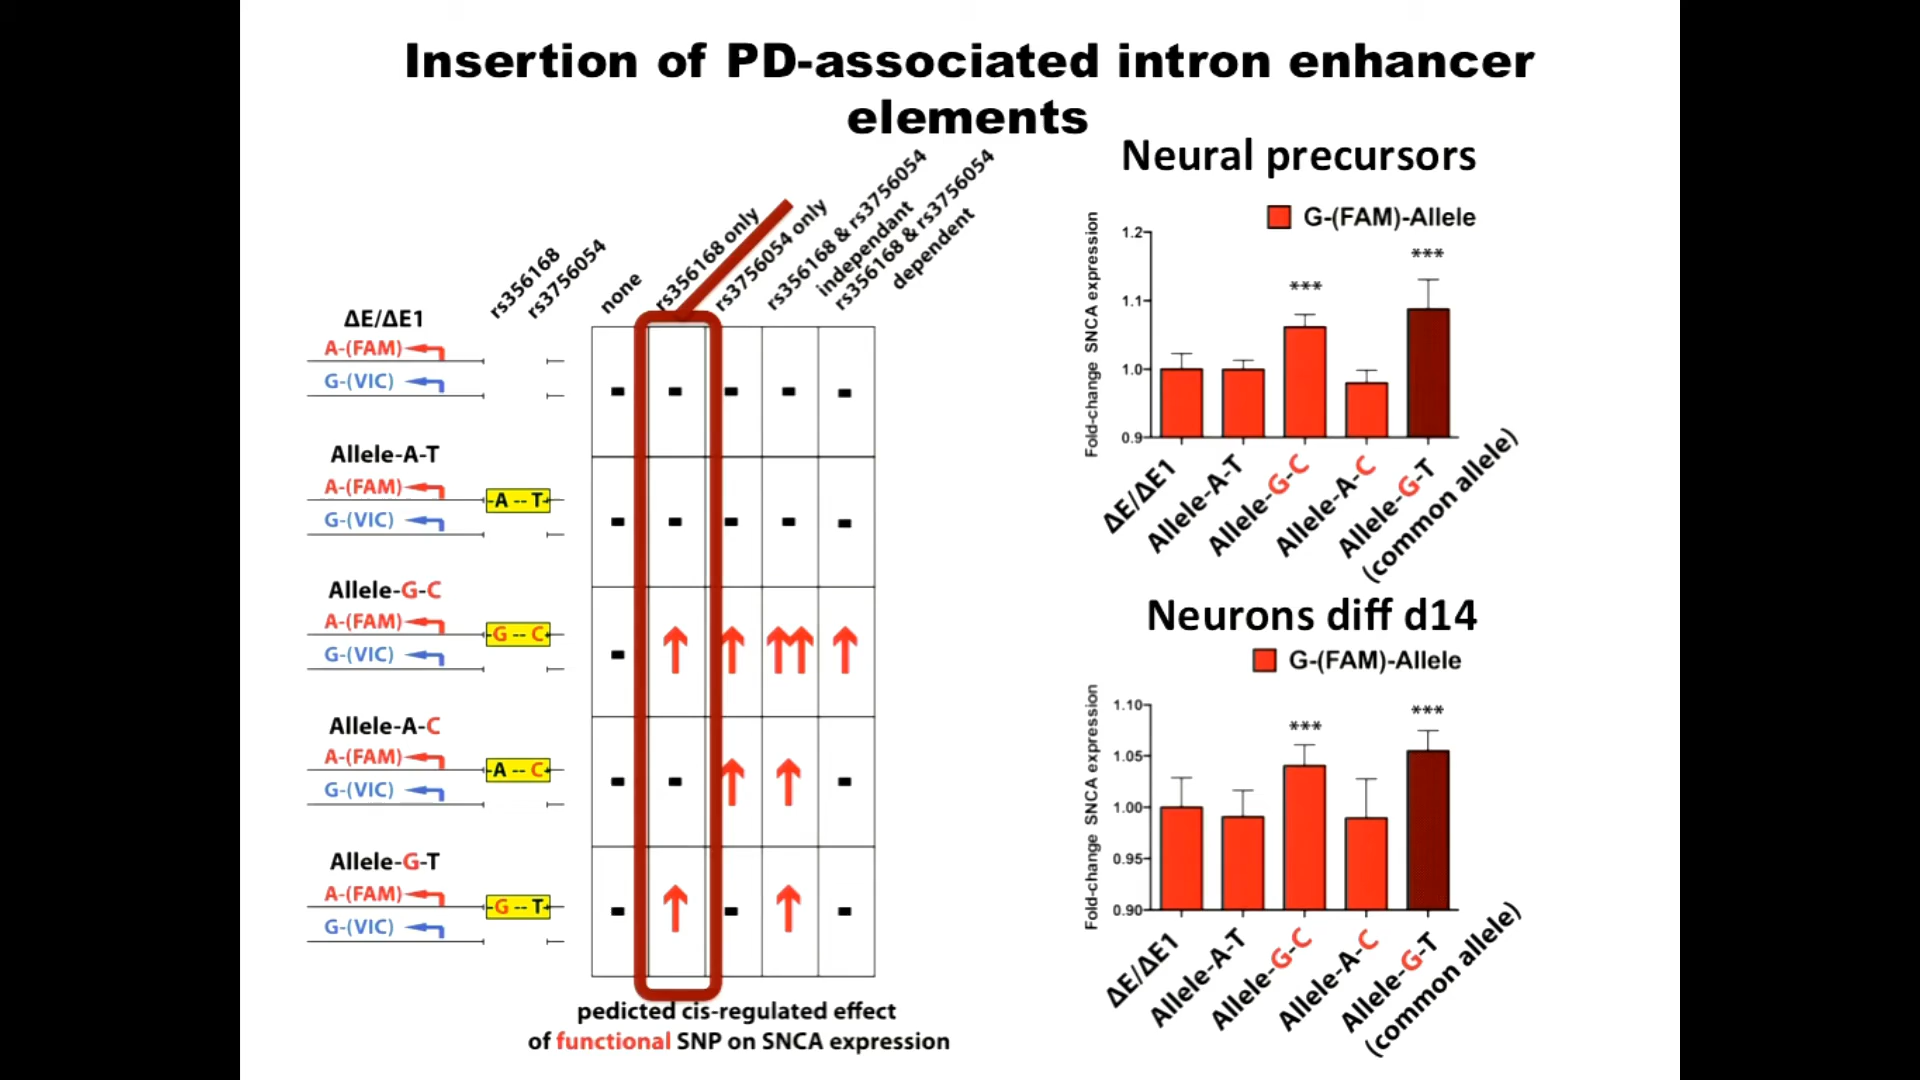 Insertion of PD-associated intron enhancer
elements
rs356168
rs3756054
none
rs356168 only
rs3756054 only
rs356168 & rs3756054
independant
rs356168 & rs3756054
dependent
ΔE/ΔE1
A-(FAM)
G-(VIC)
Allele-A-T
A-(FAM)
-A -- T-
G-(VIC)
Allele-G-C
A-(FAM)
-G -- C-
G-(VIC)
Allele-A-C
A-(FAM)
-A -- C-
G-(VIC)
Allele-G-T
A-(FAM)
-G -- T-
G-(VIC)
pedicted cis-regulated effect
of functional SNP on SNCA expression
Neural precursors
G-(FAM)-Allele
Fold-change SNCA expression
1.2
1.1
1.0
0.9
***
***
ΔE/ΔE1
Allele-A-T
Allele-G-C
Allele-A-C
Allele-G-T
(common allele)
Neurons diff d14
G-(FAM)-Allele
Fold-change SNCA expression
1.10
1.05
1.00
0.95
0.90
***
***
ΔE/ΔE1
Allele-A-T
Allele-G-C
Allele-A-C
Allele-G-T
(common allele)